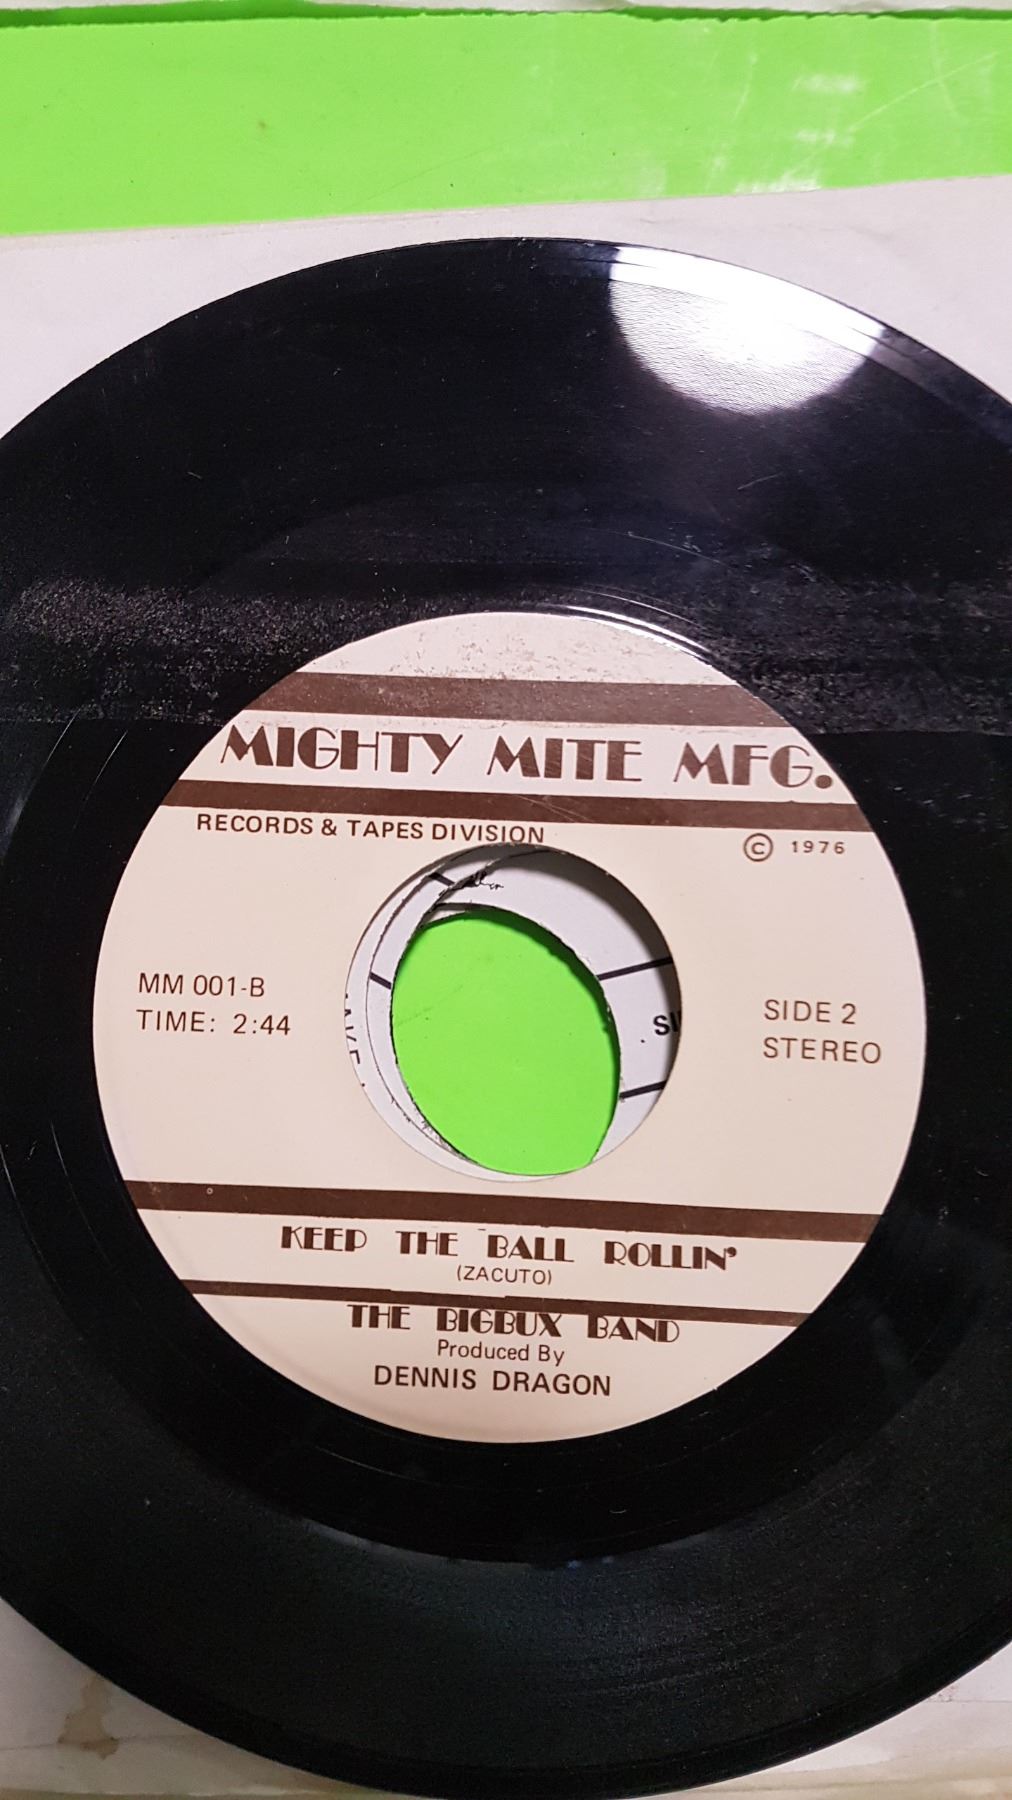 MIGHTY MITE MFG.
RECORDS & TAPES DIVISION
© 1976
MM 001-B
TIME: 2:44
SIDE 2
STEREO
KEEP THE BALL ROLLIN'
(ZACUTO)
THE BIGBUX BAND
Produced By
DENNIS DRAGON